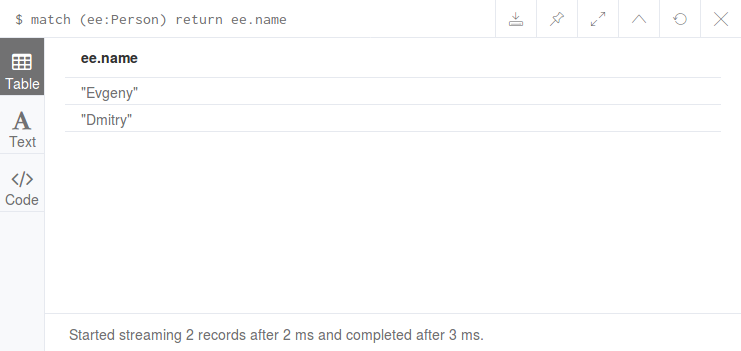 $ match (ee:Person) return ee.name
ee.name
Table
"Evgeny"
"Dmitry"
Text
Code
Started streaming 2 records after 2 ms and completed after 3 ms.